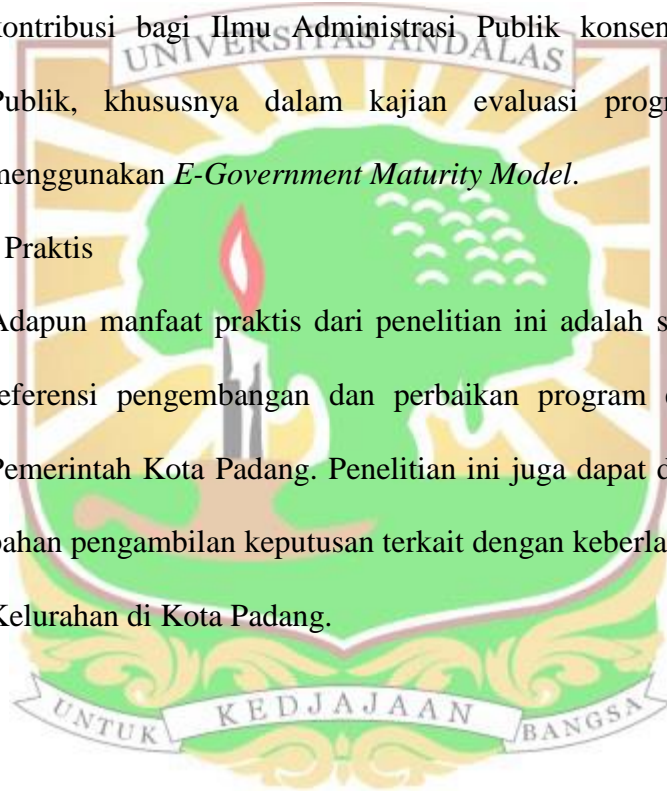 kontribusi bagi Ilmu Administrasi Publik konsen
UNIVERSITAS ANDALAS
Publik, khususnya dalam kajian evaluasi progr
menggunakan E-Government Maturity Model.
Praktis
Adapun manfaat praktis dari penelitian ini adalah s
referensi pengembangan dan perbaikan program
Pemerintah Kota Padang. Penelitian ini juga dapat d
bahan pengambilan keputusan terkait dengan keberla
Kelurahan di Kota Padang.
UNTUK KEDJAJAAN BANGSA